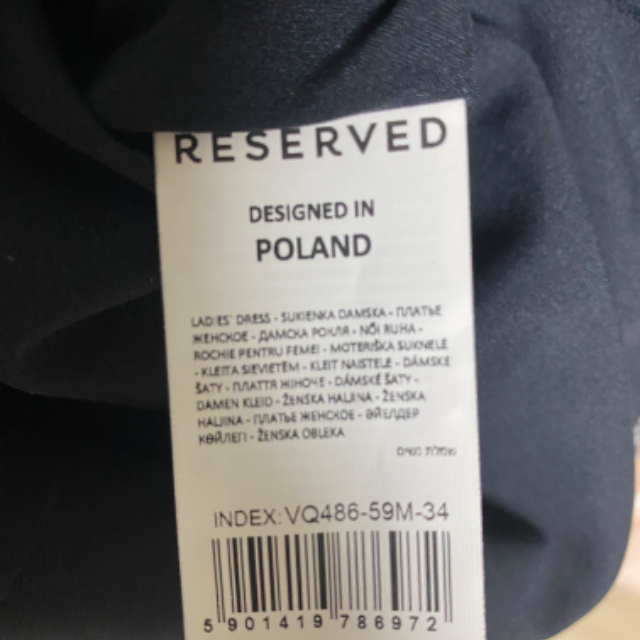 RESERVED
DESIGNED IN
POLAND
LADIES' DRESS - SUKIENKA DAMSKA - ПЛАТЬЕ
ЖЕНСКОЕ - ДАМСКА РОКЛЯ - NŐI RUHA -
ROCHIE PENTRU FEMEI - MOTERIŠKA SUKNELĖ
- KLEITA SIEVIETĒM - KLEIT NAISTELE - DÁMSKE
ŠATY - ПЛАТТЯ ЖІНОЧЕ - DÁMSKÉ ŠATY -
DAMEN KLEID - ŽENSKA HALJINA - ŽENSKA
HALJINA - ПЛАТЬЕ ЖЕНСКОЕ - ӘЙЕЛДЕР
КӨЙЛЕГІ - ŽENSKA OBLEKA
שמלת נשים
INDEX: VQ486-59M-34
5 901419 786972